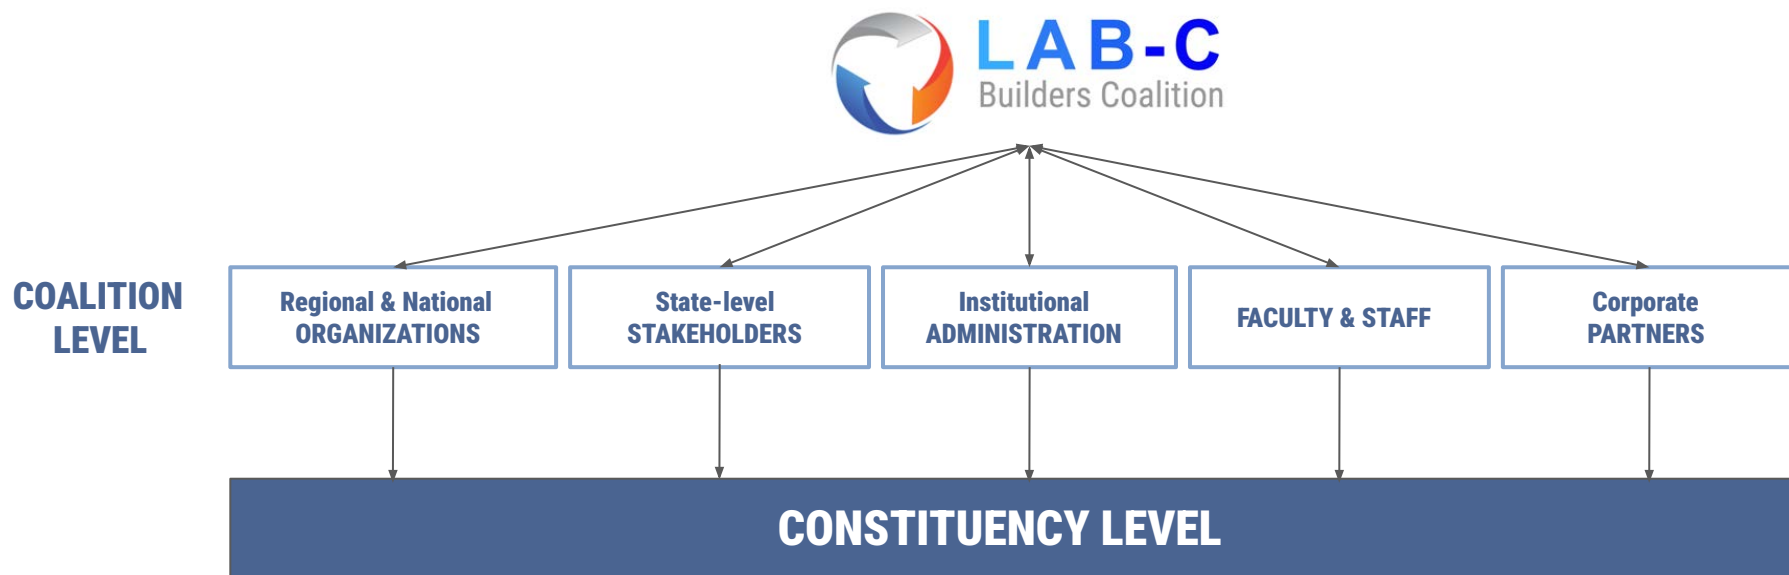 LAB-C
Builders Coalition
COALITION
LEVEL
Regional & National
ORGANIZATIONS
State-level
STAKEHOLDERS
Institutional
ADMINISTRATION
FACULTY & STAFF
Corporate
PARTNERS
CONSTITUENCY LEVEL